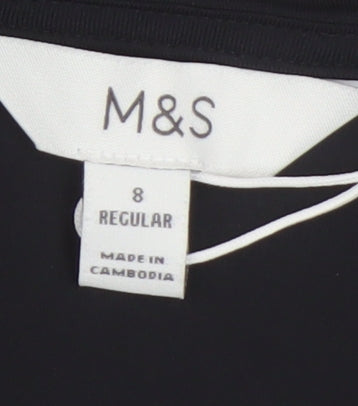 M&S
8
REGULAR
MADE IN
CAMBODIA